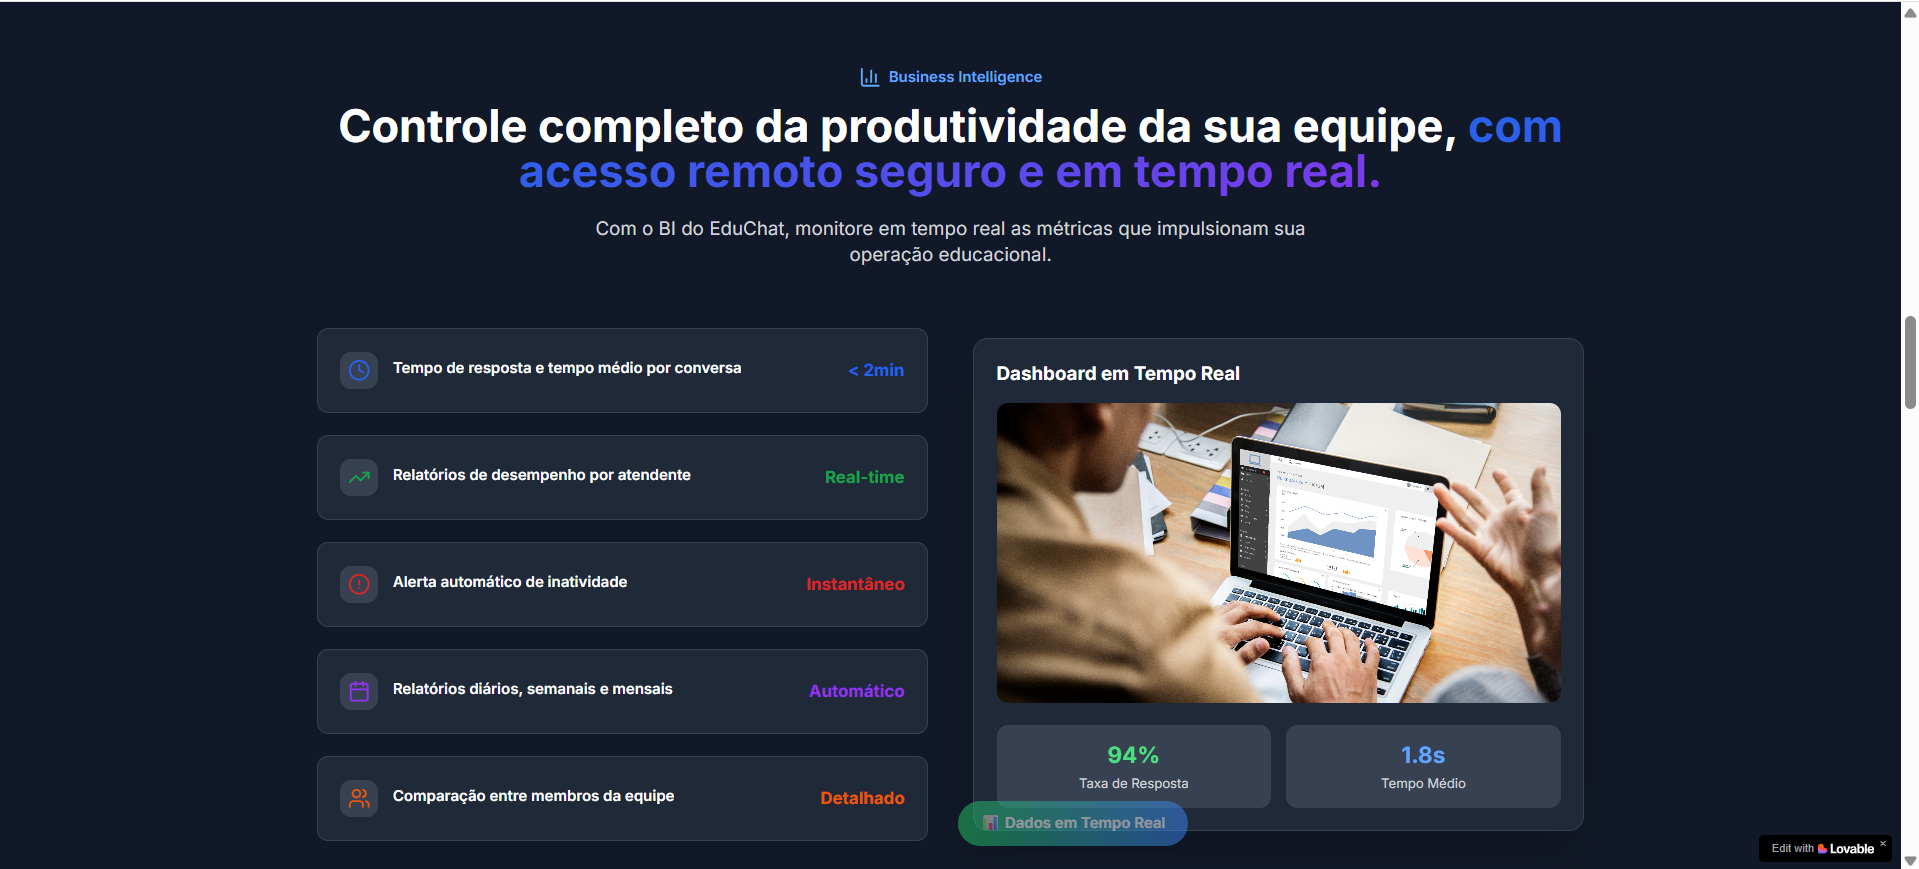 Business Intelligence
Controle completo da produtividade da sua equipe, com
acesso remoto seguro e em tempo real.
Com o BI do EduChat, monitore em tempo real as métricas que impulsionam sua
operação educacional.
Tempo de resposta e tempo médio por conversa
< 2min
Relatórios de desempenho por atendente
Real-time
Alerta automático de inatividade
Instantâneo
Relatórios diários, semanais e mensais
Automático
Comparação entre membros da equipe
Detalhado
Dashboard em Tempo Real
94%
Taxa de Resposta
1.8s
Tempo Médio
Dados em Tempo Real
Edit with Lovable